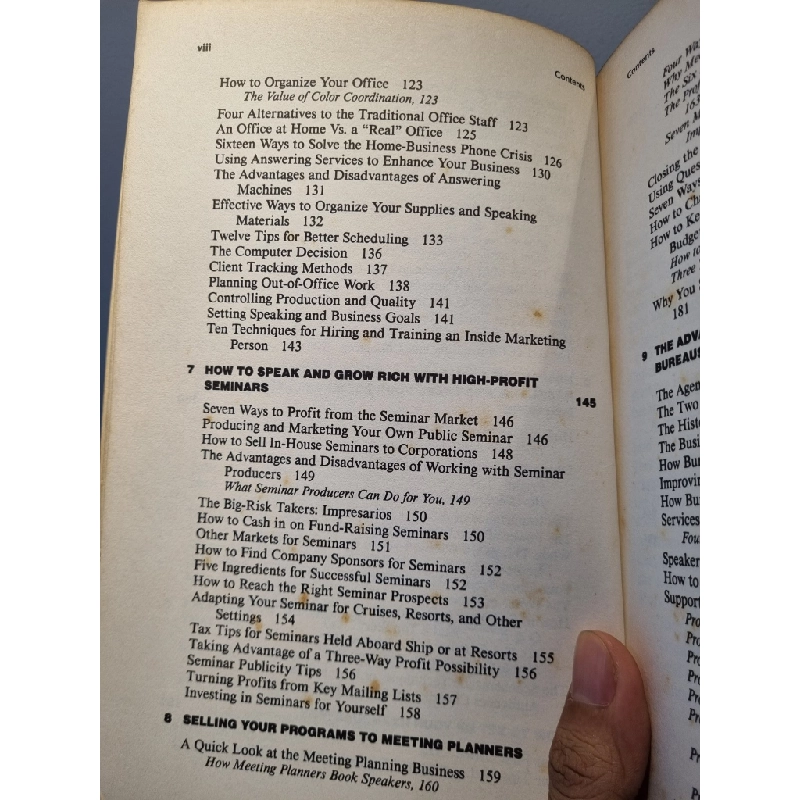 viii
Contents
How to Organize Your Office 123
The Value of Color Coordination, 123
Four Alternatives to the Traditional Office Staff 123
An Office at Home Vs. a "Real" Office 125
Sixteen Ways to Solve the Home-Business Phone Crisis 126
Using Answering Services to Enhance Your Business 130
The Advantages and Disadvantages of Answering
Machines 131
Effective Ways to Organize Your Supplies and Speaking
Materials 132
Twelve Tips for Better Scheduling 133
The Computer Decision 136
Client Tracking Methods 137
Planning Out-of-Office Work 138
Controlling Production and Quality 141
Setting Speaking and Business Goals 141
Ten Techniques for Hiring and Training an Inside Marketing
Person 143
7 HOW TO SPEAK AND GROW RICH WITH HIGH-PROFIT
SEMINARS 145
Seven Ways to Profit from the Seminar Market 146
Producing and Marketing Your Own Public Seminar 146
How to Sell In-House Seminars to Corporations 148
The Advantages and Disadvantages of Working with Seminar
Producers 149
What Seminar Producers Can Do for You, 149
The Big-Risk Takers: Impresarios 150
How to Cash in on Fund-Raising Seminars 150
Other Markets for Seminars 151
How to Find Company Sponsors for Seminars 152
Five Ingredients for Successful Seminars 152
How to Reach the Right Seminar Prospects 153
Adapting Your Seminar for Cruises, Resorts, and Other
Settings 154
Tax Tips for Seminars Held Aboard Ship or at Resorts 155
Taking Advantage of a Three-Way Profit Possibility 156
Seminar Publicity Tips 156
Turning Profits from Key Mailing Lists 157
Investing in Seminars for Yourself 158
8 SELLING YOUR PROGRAMS TO MEETING PLANNERS
A Quick Look at the Meeting Planning Business 159
How Meeting Planners Book Speakers, 160
Contents
Four
Why
The Six
The
Seven
Closing the
Using
Seven Ways
How to
How to
How to
Three
Why You
181
9 THE
The
The Two
The
The
How
How
Services
How to